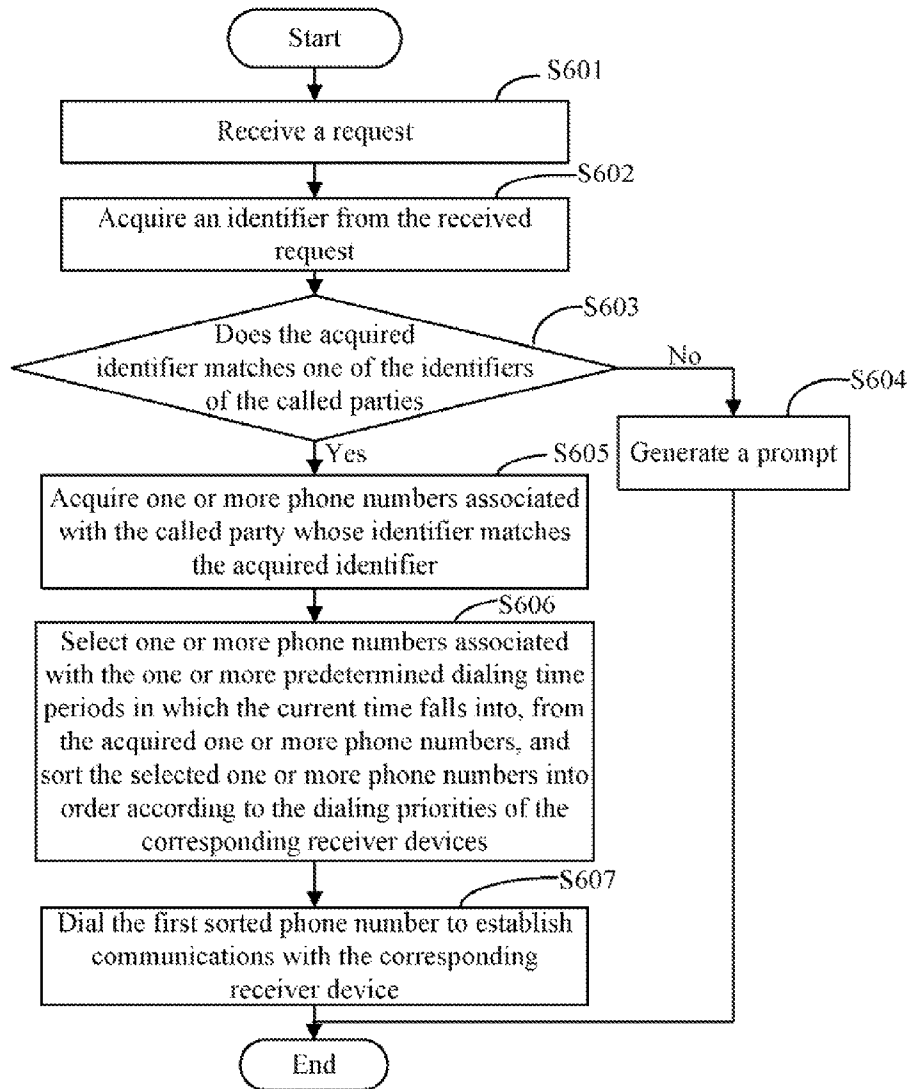 Start
S601
Receive a request
S602
Acquire an identifier from the received
request
S603
Does the acquired
identifier matches one of the identifiers
of the called parties
No
S604
Generate a prompt
Yes
S605
Acquire one or more phone numbers associated
with the called party whose identifier matches
the acquired identifier
S606
Select one or more phone numbers associated
with the one or more predetermined dialing time
periods in which the current time falls into, from
the acquired one or more phone numbers, and
sort the selected one or more phone numbers into
order according to the dialing priorities of the
corresponding receiver devices
S607
Dial the first sorted phone number to establish
communications with the corresponding
receiver device
End